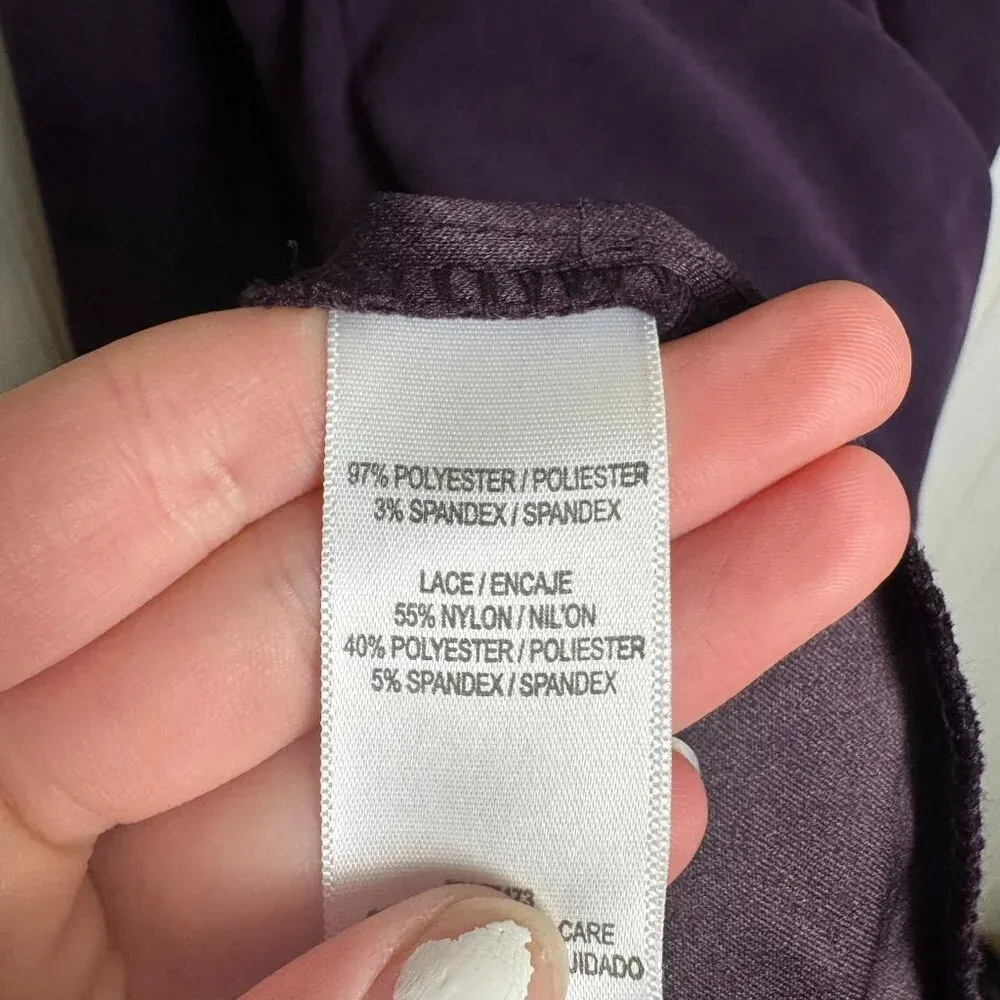 97% POLYESTER / POLIESTER
3% SPANDEX / SPANDEX
LACE / ENCAJE
55% NYLON / NIL'ON
40% POLYESTER / POLIESTER
5% SPANDEX / SPANDEX
CARE